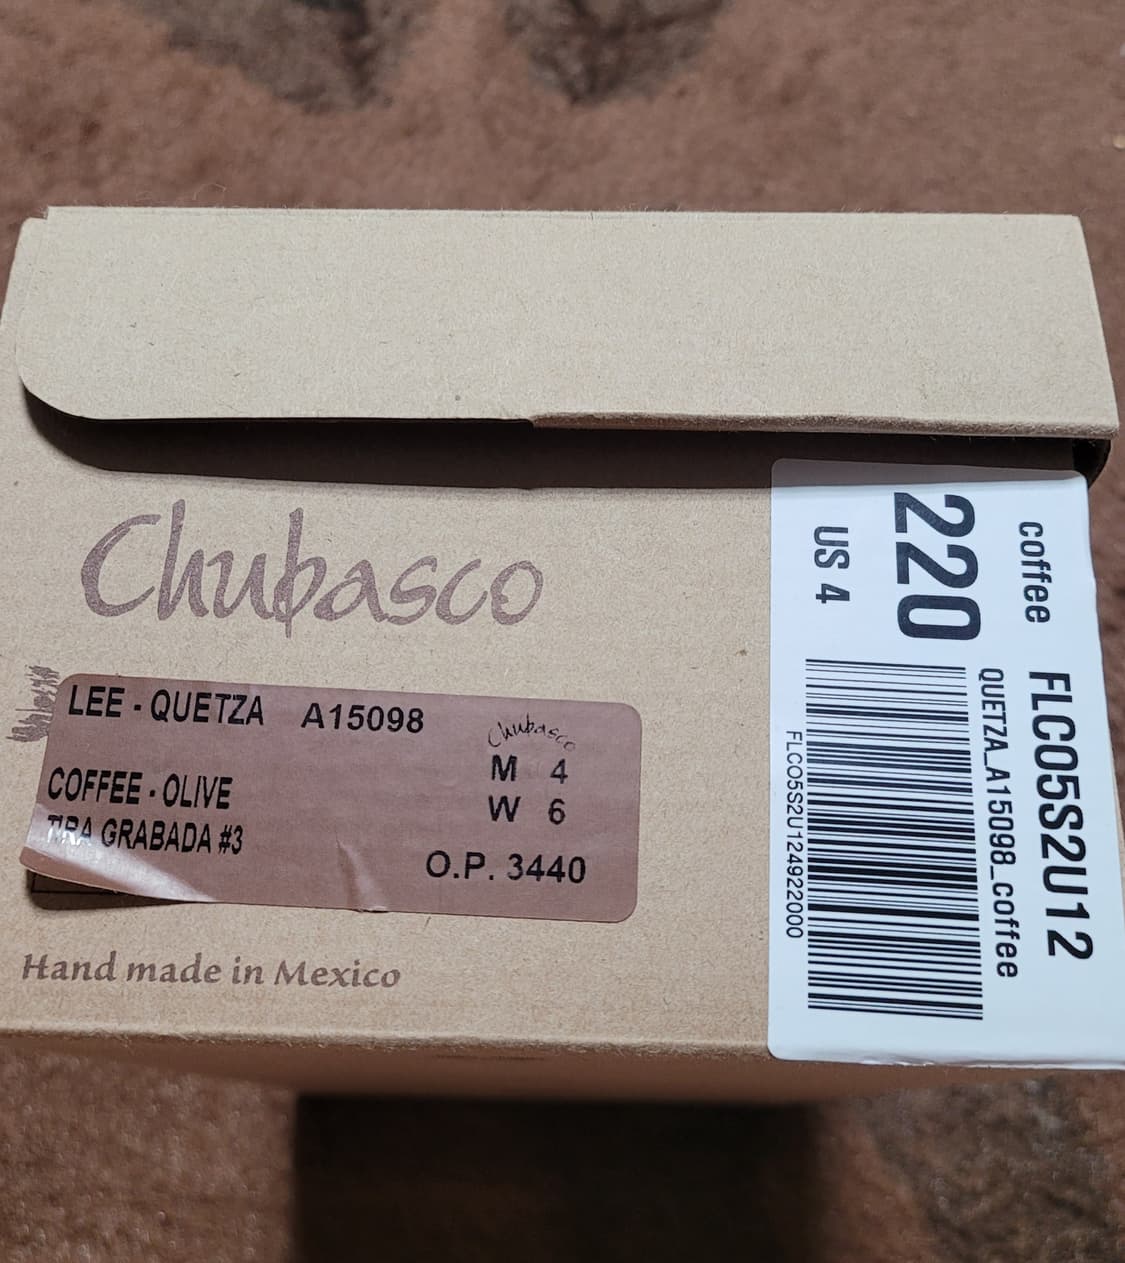 Chubasco
LEE - QUETZA A15098
Chubasco
M 4
W 6
COFFEE - OLIVE
TIRA GRABADA #3
O.P. 3440
Hand made in Mexico
coffee FLCO5S2U12
QUETZA_A15098_coffee
220
US 4
FLCO5S2U124922000